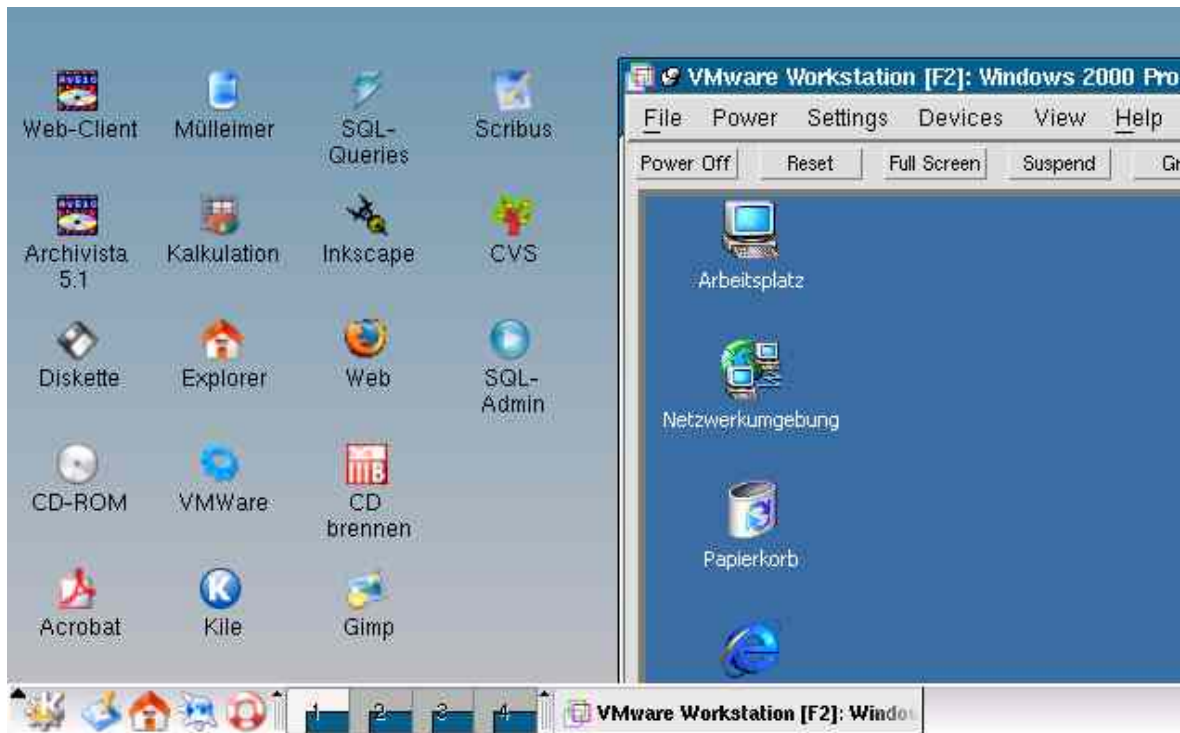 Web-Client
Mülleimer
SQL-
Queries
Scribus
Archivista
5.1
Kalkulation
Inkscape
CVS
Diskette
Explorer
Web
SQL-
Admin
CD-ROM
VMWare
CD
brennen
Acrobat
Kile
Gimp
VMware Workstation [F2]: Windows 2000 Pro
File Power Settings Devices View Help
Power Off Reset Full Screen Suspend Gr
Arbeitsplatz
Netzwerkumgebung
Papierkorb
1 2 3 4
VMware Workstation [F2]: Windo